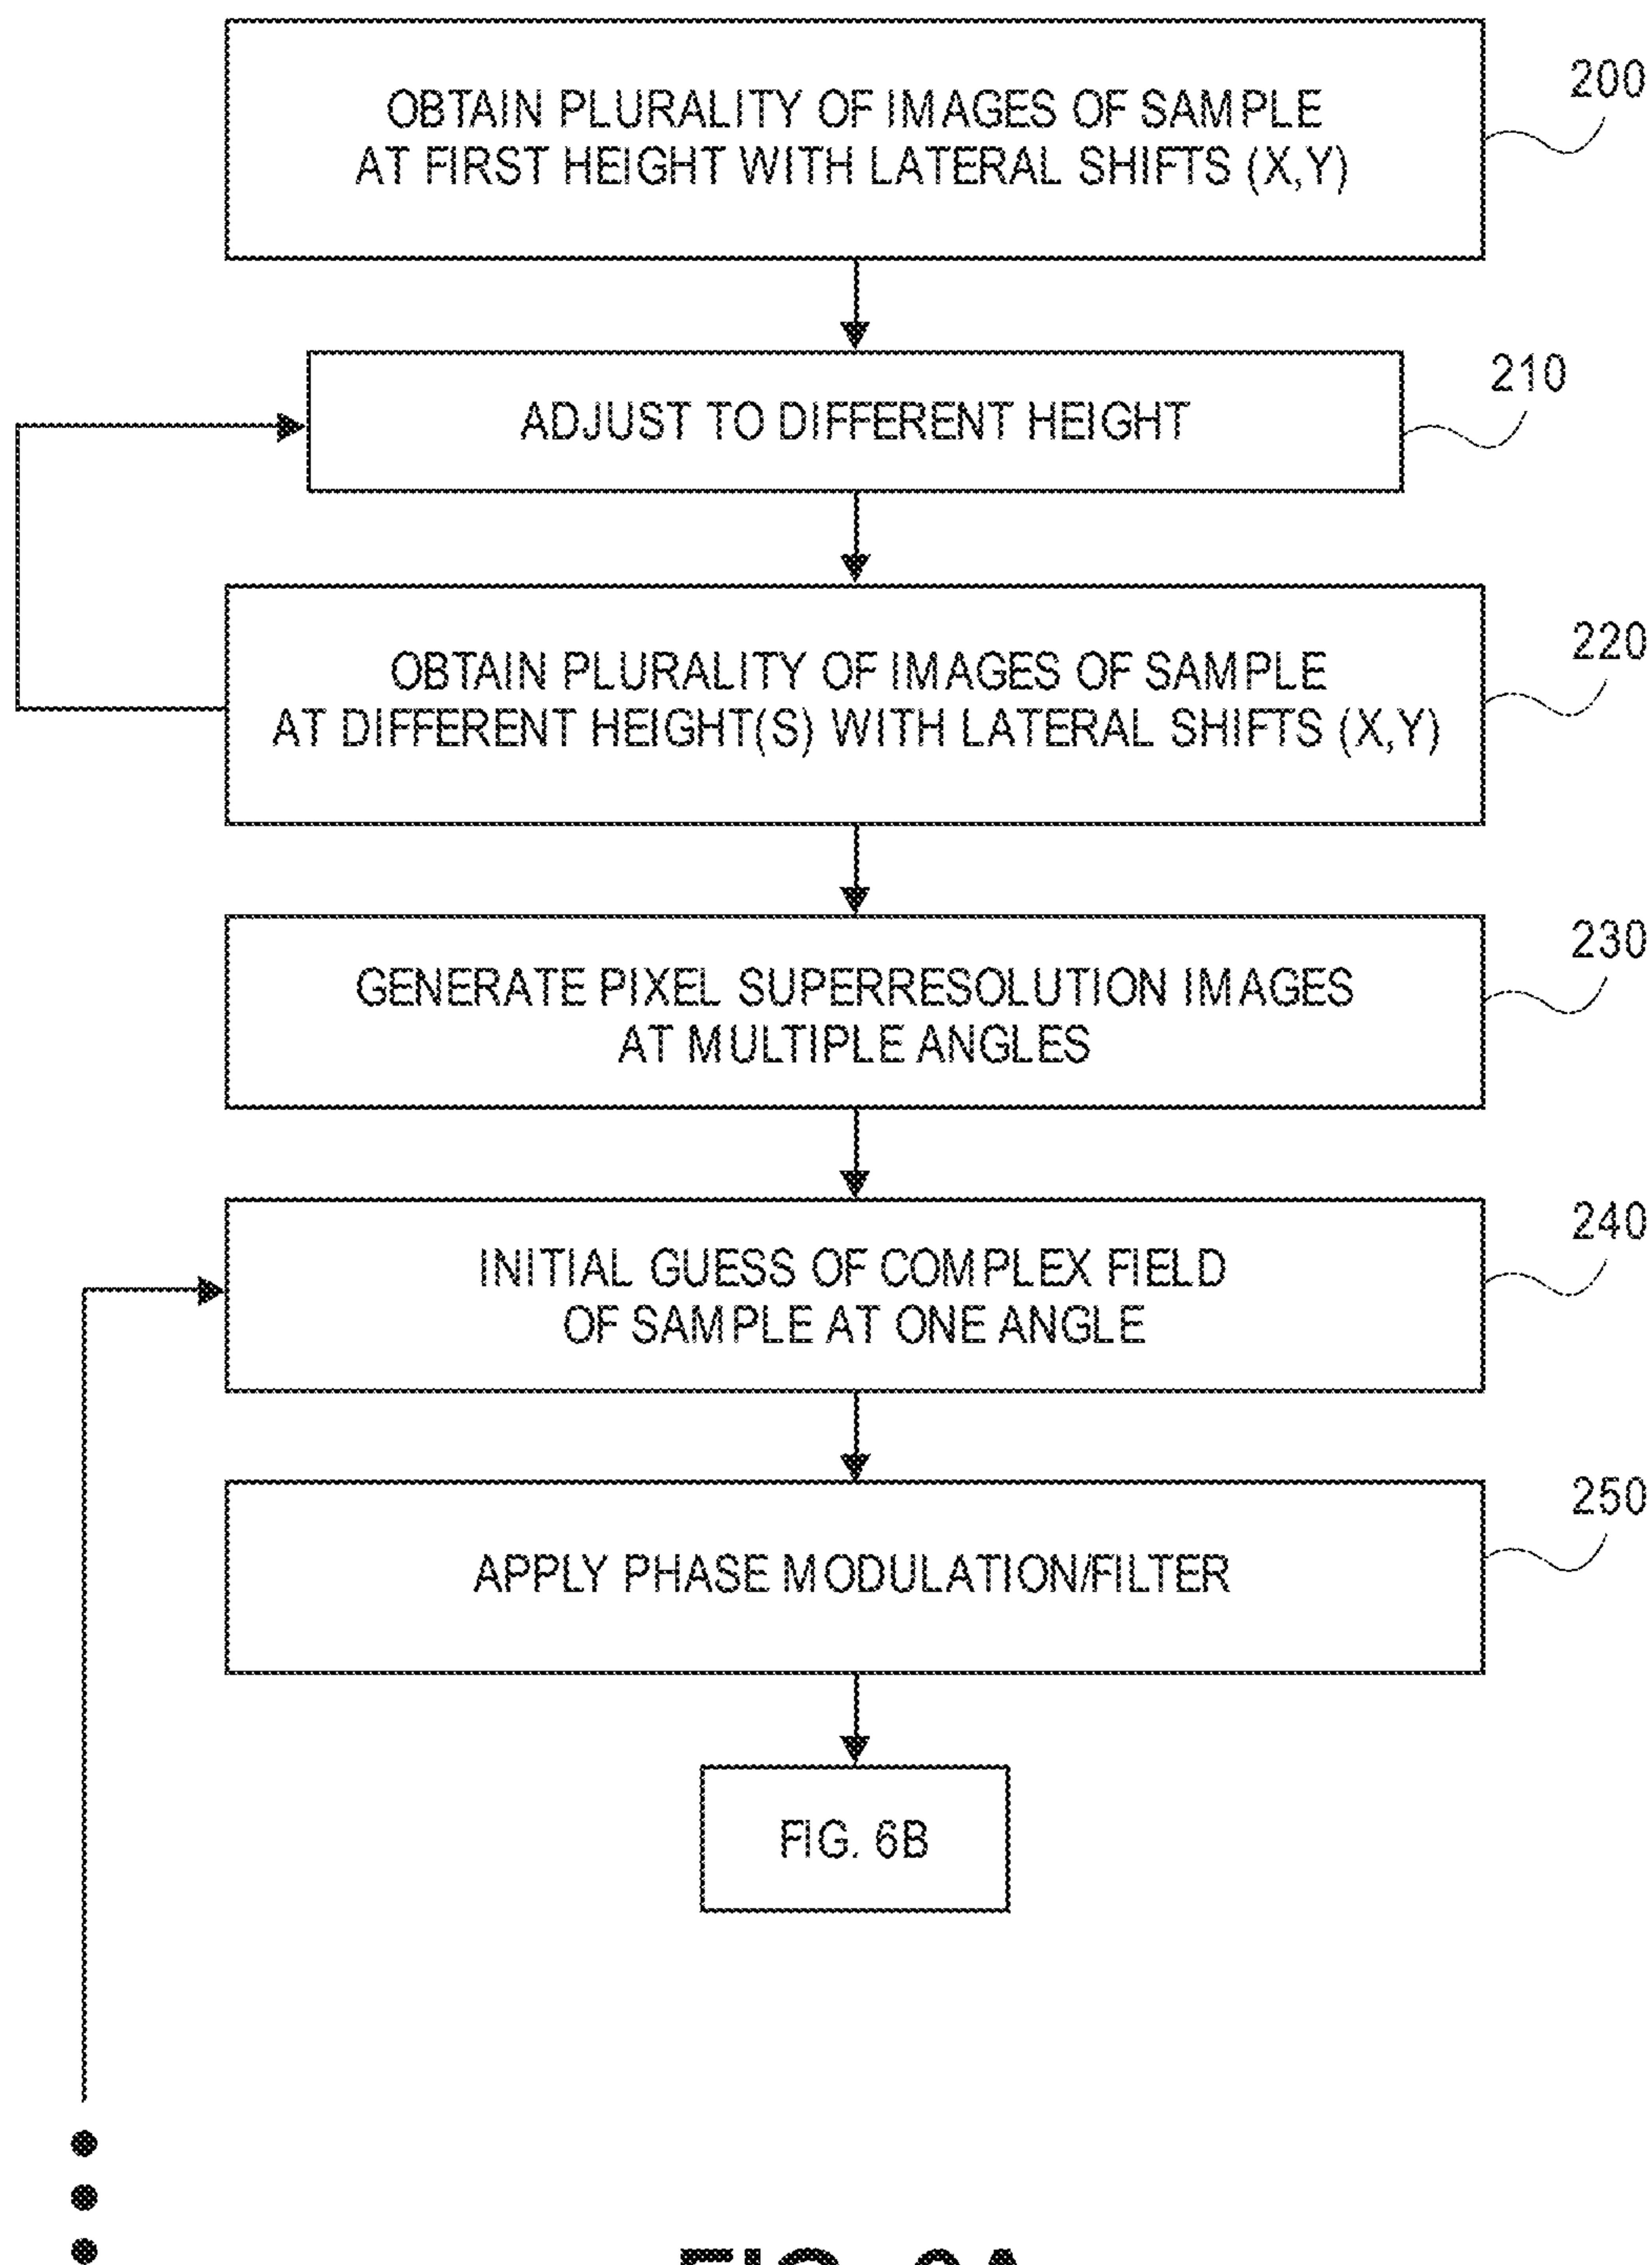 OBTAIN PLURALITY OF IMAGES OF SAMPLE
AT FIRST HEIGHT WITH LATERAL SHIFTS (X,Y)
200
ADJUST TO DIFFERENT HEIGHT
210
OBTAIN PLURALITY OF IMAGES OF SAMPLE
AT DIFFERENT HEIGHT(S) WITH LATERAL SHIFTS (X,Y)
220
GENERATE PIXEL SUPERRESOLUTION IMAGES
AT MULTIPLE ANGLES
230
INITIAL GUESS OF COMPLEX FIELD
OF SAMPLE AT ONE ANGLE
240
APPLY PHASE MODULATION/FILTER
250
FIG. 6B